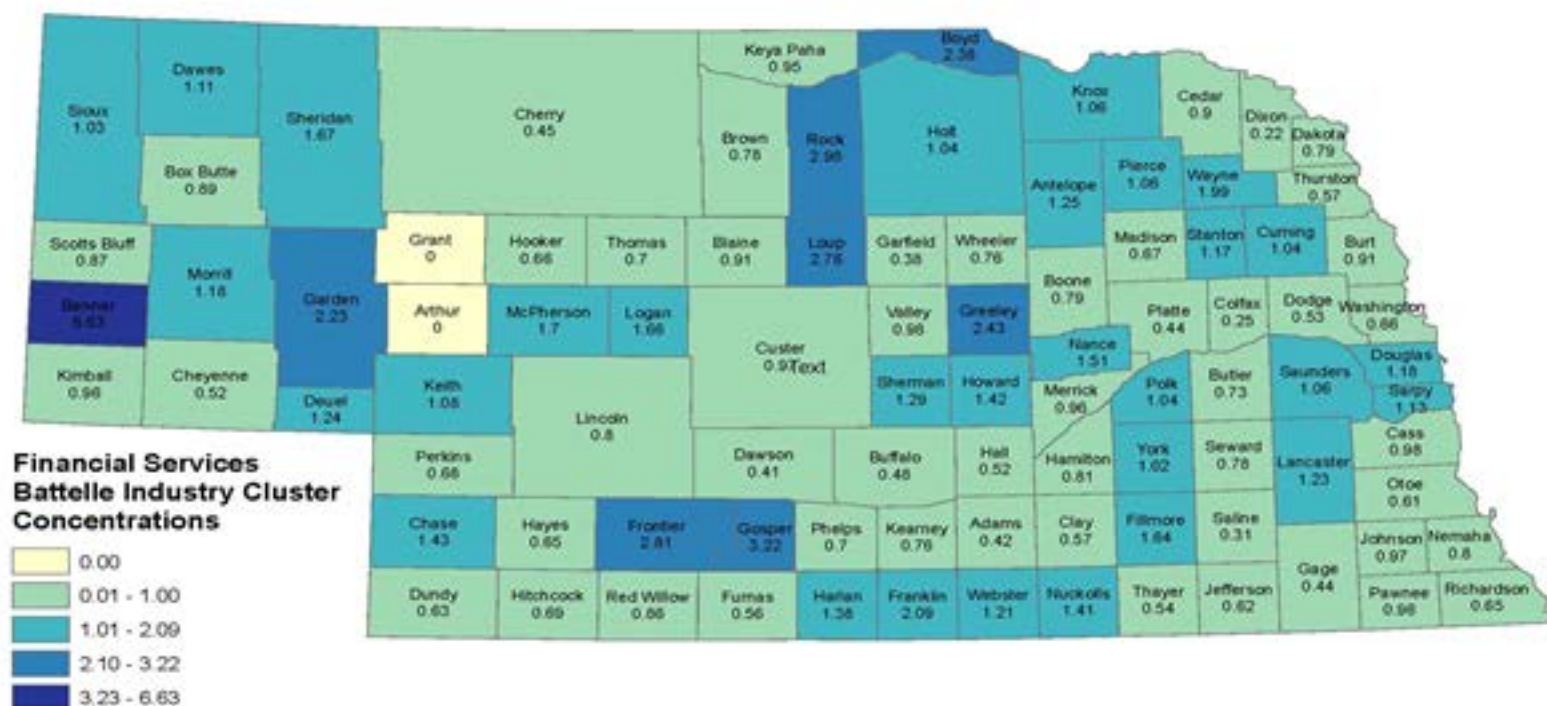 Boyd
2.38
Keya Paha
0.95
Dawes
1.11
Sioux
1.03
Sheridan
1.67
Cherry
0.45
Brown
0.78
Rock
Holt
1.04
Knox
1.06
Cedar
0.9
Dixon
0.22
Dakota
0.79
Box Butte
0.89
Antelope
1.25
Pierce
1.06
Wayne
1.99
Thurston
0.57
Scotts Bluff
0.87
Morrill
1.18
Grant
0
Hooker
0.66
Thomas
0.7
Blaine
0.91
Loup
Garfield
0.38
Wheeler
0.76
Madison
0.67
Stanton
1.17
Cuming
1.04
Burt
0.91
Banner
Garden
2.23
Arthur
0
McPherson
1.7
Logan
1.66
Custer
0.9Text
Valley
0.98
Greeley
2.43
Boone
0.79
Platte
0.44
Colfax
0.25
Dodge
0.53
Washington
0.66
Kimball
0.96
Cheyenne
0.52
Deuel
1.24
Keith
1.08
Lincoln
0.8
Sherman
1.29
Howard
1.42
Nance
1.51
Merrick
0.96
Polk
1.04
Butler
0.73
Saunders
1.06
Douglas
1.18
Sarpy
1.13
Perkins
0.68
Dawson
0.41
Buffalo
0.48
Hall
0.52
Hamilton
0.81
York
1.02
Seward
0.78
Lancaster
1.23
Cass
0.98
Otoe
0.61
Chase
1.43
Hayes
0.65
Frontier
2.81
Gosper
3.22
Phelps
0.7
Kearney
0.76
Adams
0.42
Clay
0.57
Fillmore
1.64
Saline
0.31
Gage
0.44
Johnson
0.97
Nemaha
0.8
Dundy
0.63
Hitchcock
0.69
Red Willow
0.86
Furnas
0.56
Harlan
1.38
Franklin
2.09
Webster
1.21
Nuckolls
1.41
Thayer
0.54
Jefferson
0.62
Pawnee
0.98
Richardson
0.65
Financial Services
Battelle Industry Cluster
Concentrations
0.00
0.01 - 1.00
1.01 - 2.09
2.10 - 3.22
3.23 - 6.63